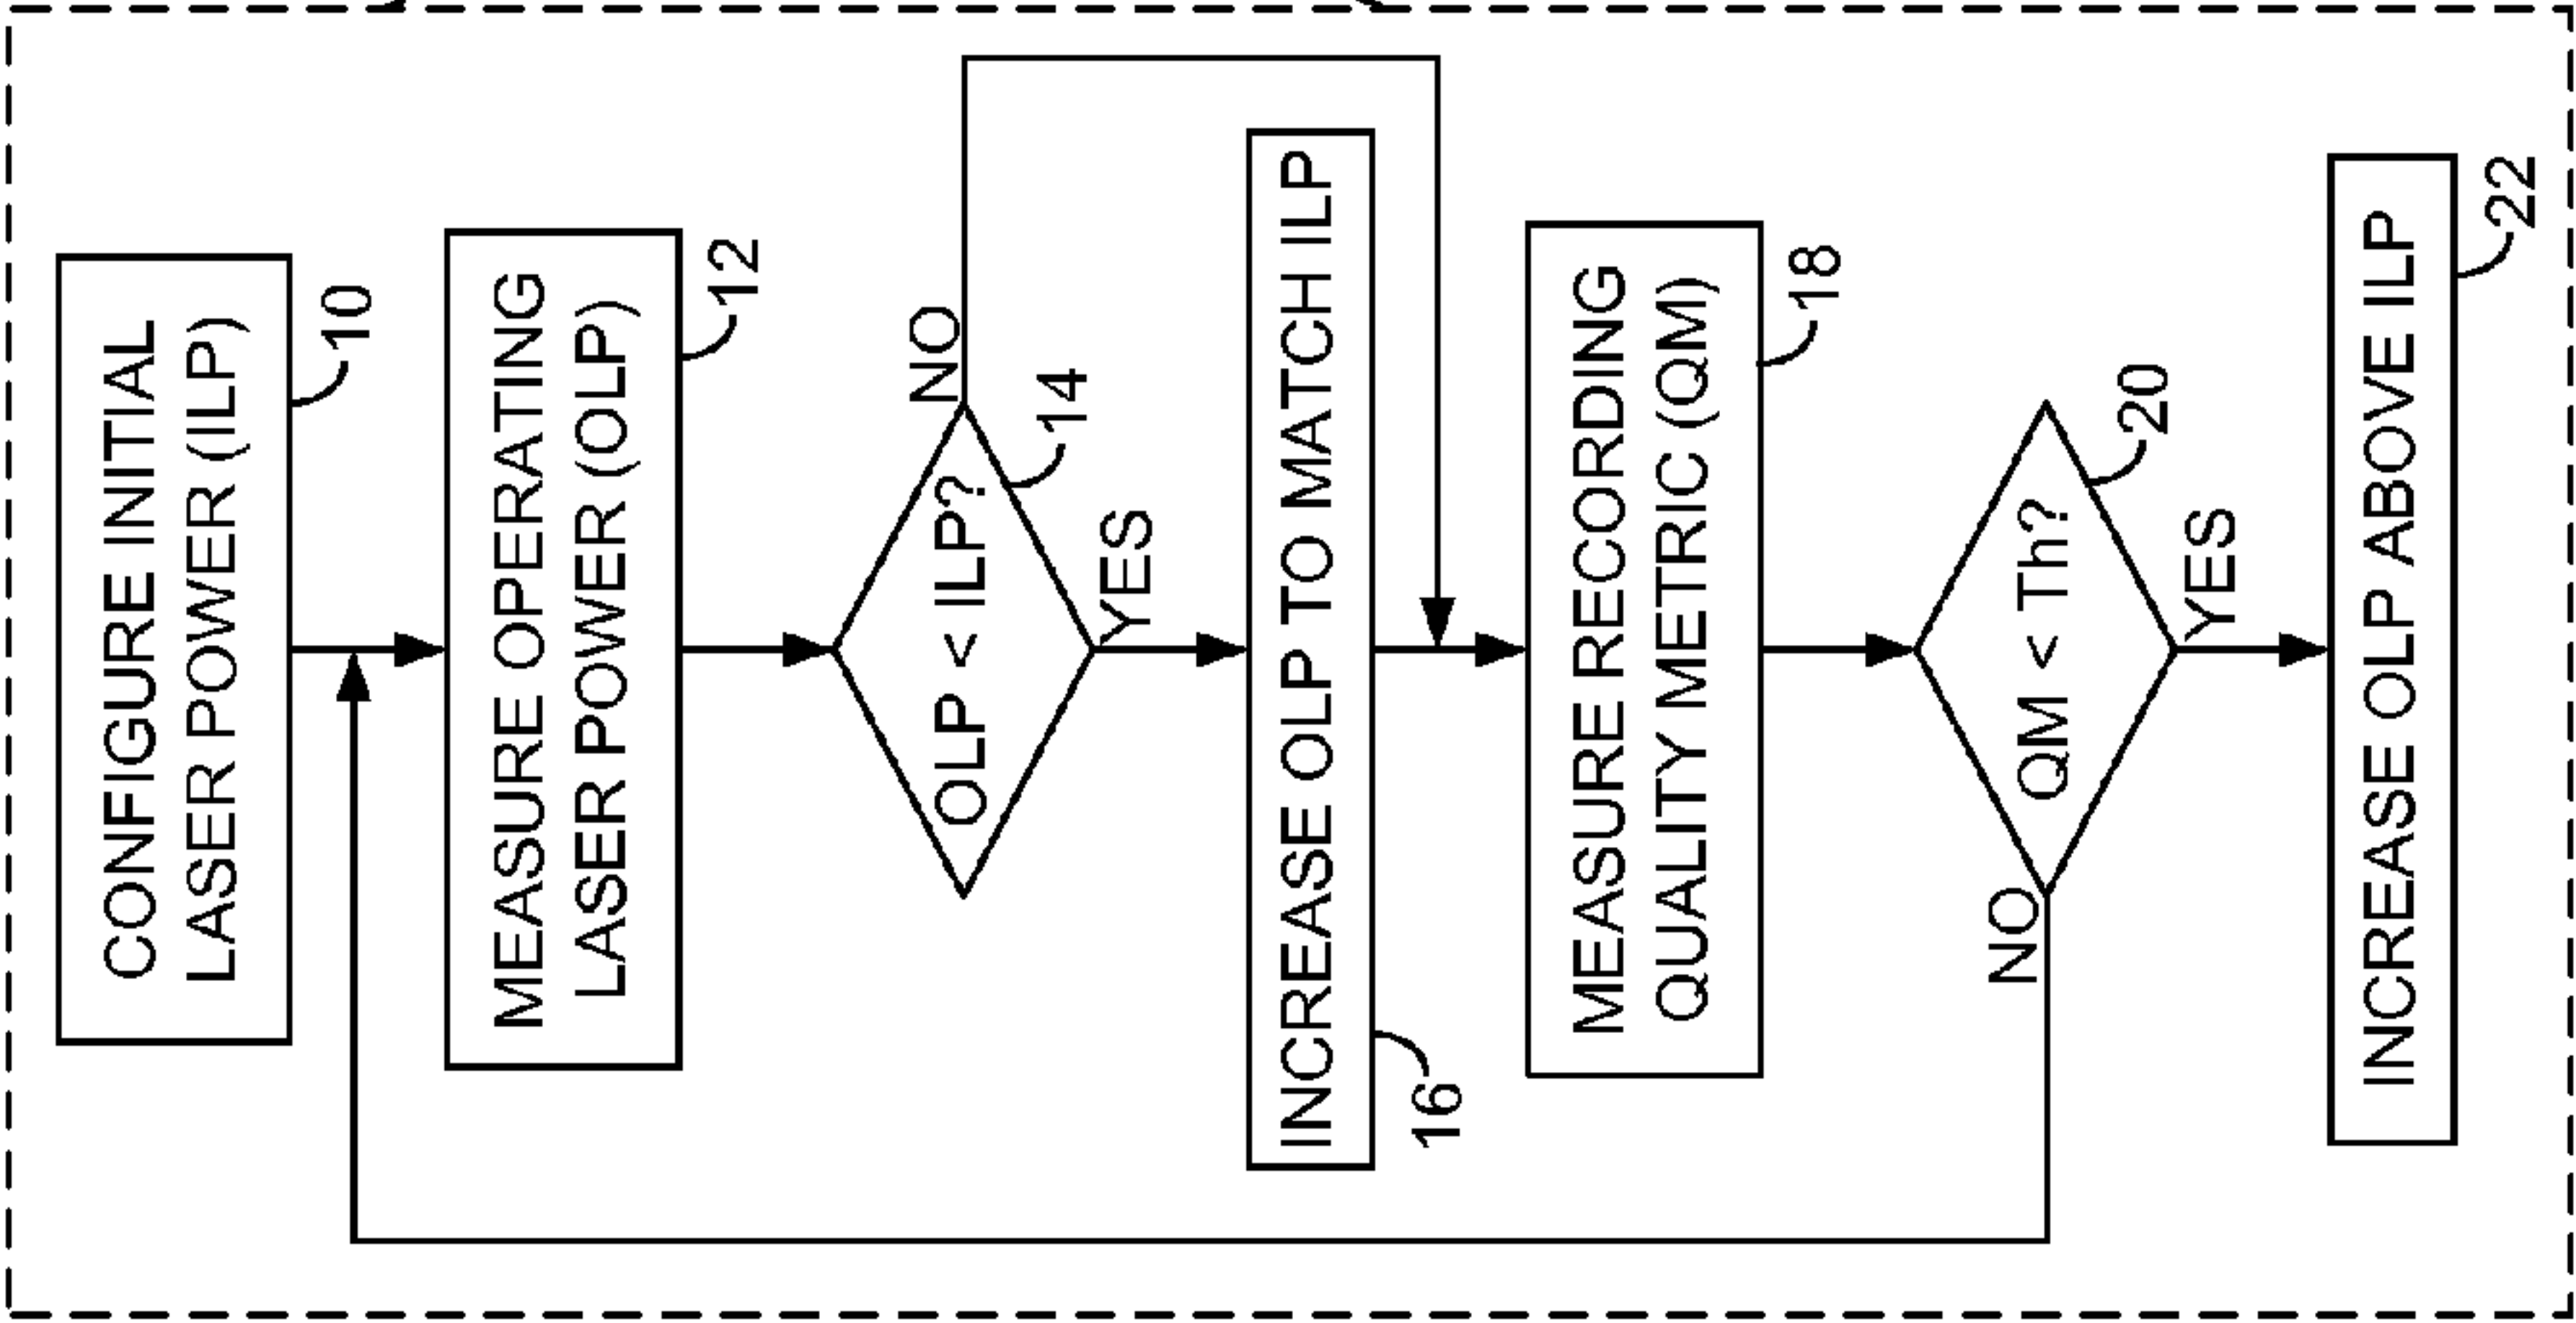 CONFIGURE INITIAL
LASER POWER (ILP)
10
MEASURE OPERATING
LASER POWER (OLP)
12
OLP < ILP?
NO
14
YES
INCREASE OLP TO MATCH ILP
16
MEASURE RECORDING
QUALITY METRIC (QM)
18
NO
QM < Th?
20
YES
INCREASE OLP ABOVE ILP
22